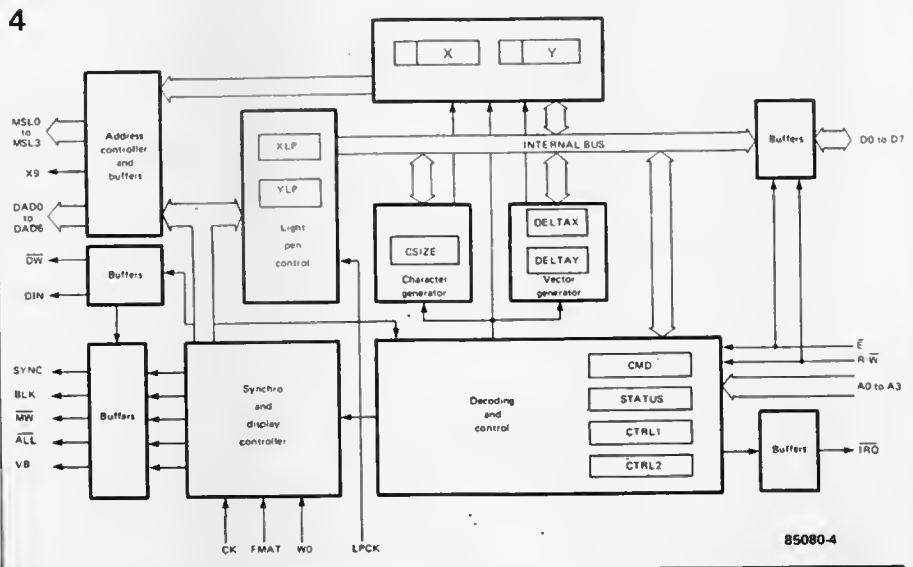 4
X Y
MSL0
to
MSL3
Address
controller
and
buffers
X9
DAD0
to
DAD6
XLP
YLP
Light
pen
control
INTERNAL BUS
Buffers
D0 to D7
CSIZE
Character
generator
DELTAX
DELTAY
Vector
generator
DW
DIN
Buffers
SYNC
BLK
MW
ALL
VB
Buffers
Synchro
and
display
controller
Decoding
and
control
CMD
STATUS
CTRL1
CTRL2
E
R/W
A0 to A3
Buffers
IRQ
CK FMAT WO LPCK
85080-4